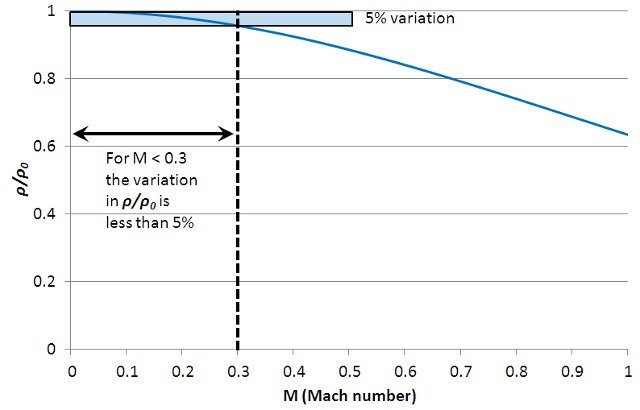 1
5% variation
0.8
0.6
ρ/ρ₀
For M < 0.3
the variation
in ρ/ρ₀ is
less than 5%
0.4
0.2
0
0 0.1 0.2 0.3 0.4 0.5 0.6 0.7 0.8 0.9 1
M (Mach number)